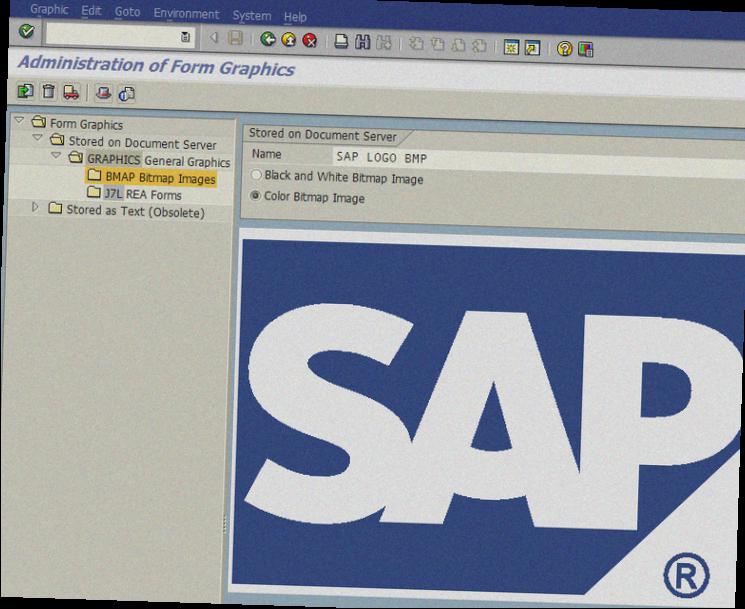 Graphic Edit Goto Environment System Help
Administration of Form Graphics
Form Graphics
Stored on Document Server
GRAPHICS General Graphics
BMAP Bitmap Images
J7L REA Forms
Stored as Text (Obsolete)
Stored on Document Server
Name SAP LOGO BMP
Black and White Bitmap Image
Color Bitmap Image
SAP
®